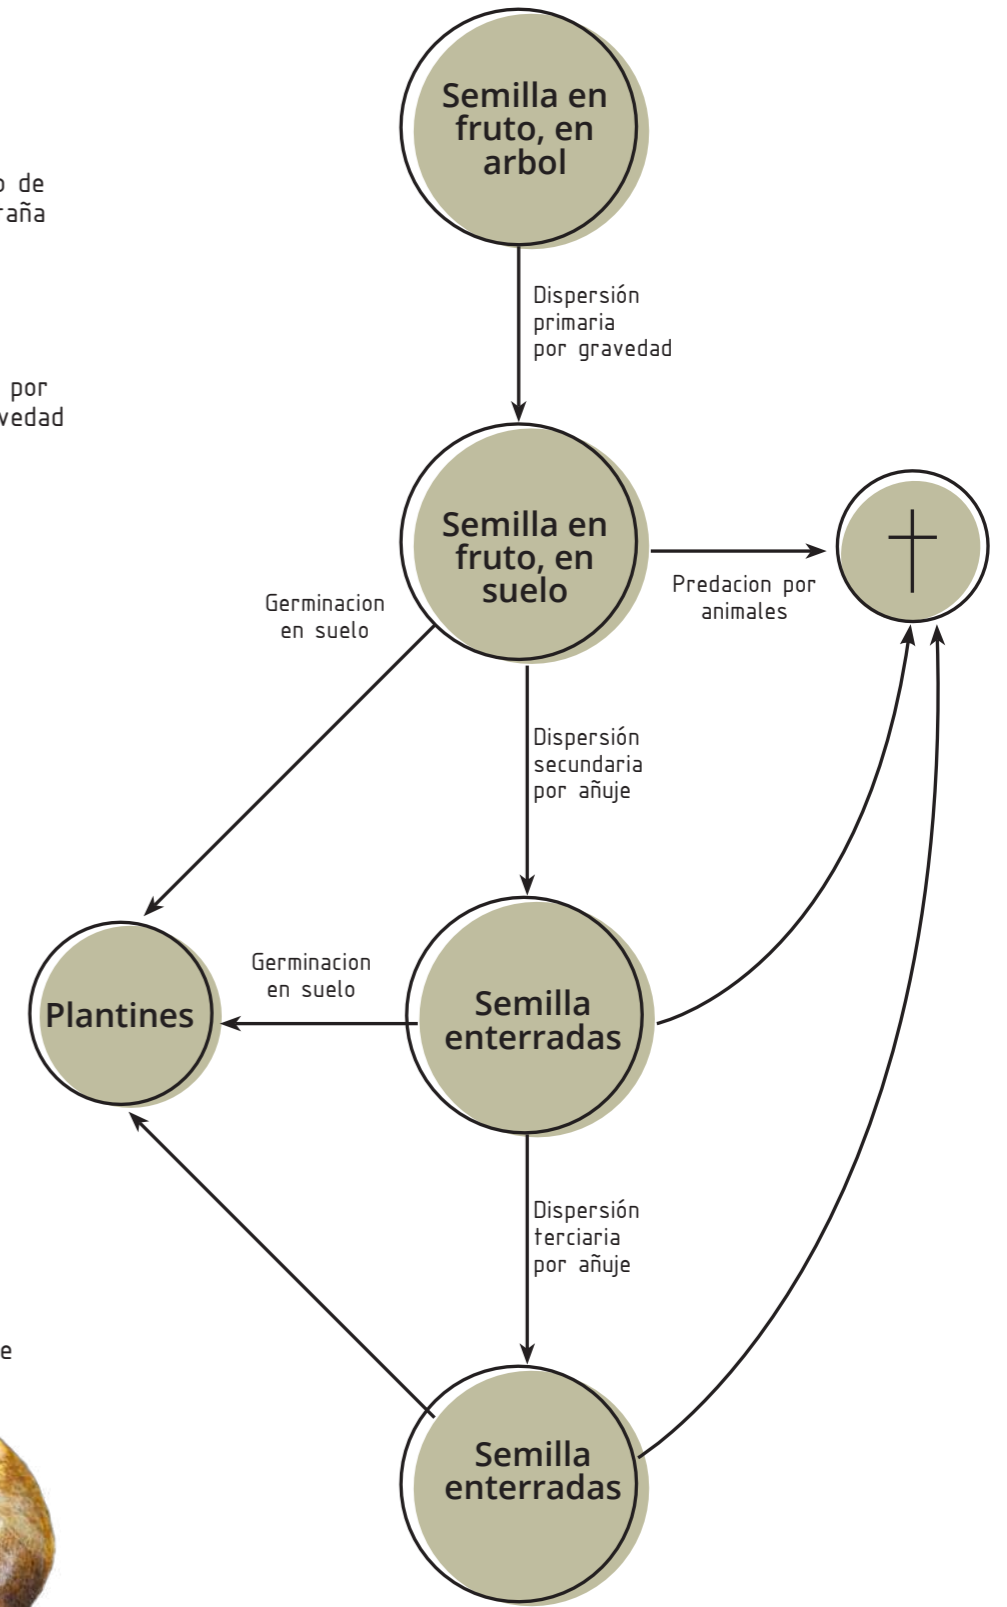 Semilla en
fruto, en
arbol
de
raña
Dispersión
primaria
por gravedad
por
vedad
Semilla en
fruto, en
suelo
Predacion por
animales
Germinacion
en suelo
Dispersión
secundaria
por añuje
Germinacion
en suelo
Plantines
Semilla
enterradas
Dispersión
terciaria
por añuje
e
Semilla
enterradas